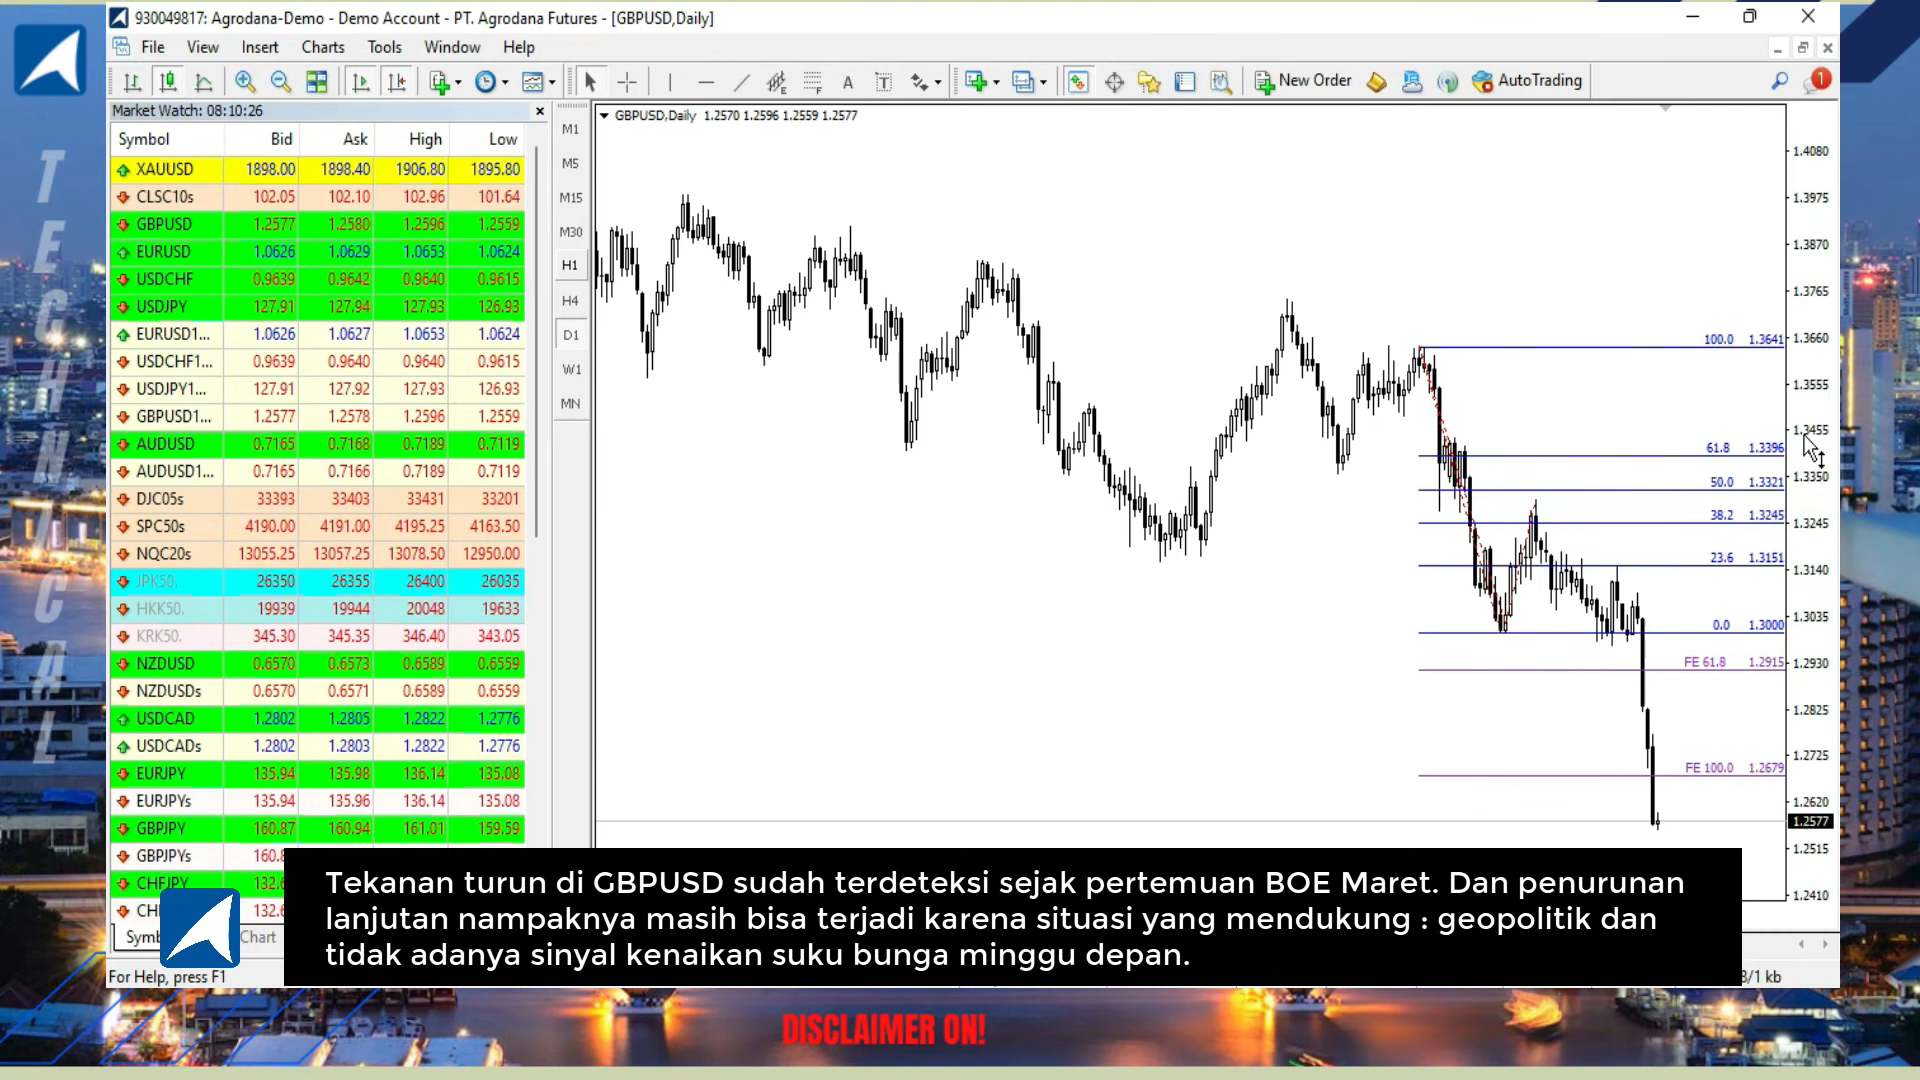 930049817: Agrodana-Demo - Demo Account - PT. Agrodana Futures - [GBPUSD,Daily]
File View Insert Charts Tools Window Help
New Order AutoTrading 1
Market Watch: 08:10:26
Symbol Bid Ask High Low
XAUUSD 1898.00 1898.40 1906.80 1895.80
CLSC10s 102.05 102.10 102.96 101.64
GBPUSD 1.2577 1.2580 1.2596 1.2559
EURUSD 1.0626 1.0629 1.0653 1.0624
USDCHF 0.9639 0.9642 0.9640 0.9615
USDJPY 127.91 127.94 127.93 126.93
EURUSD1... 1.0626 1.0627 1.0653 1.0624
USDCHF1... 0.9639 0.9640 0.9640 0.9615
USDJPY1... 127.91 127.92 127.93 126.93
GBPUSD1... 1.2577 1.2578 1.2596 1.2559
AUDUSD 0.7165 0.7168 0.7189 0.7119
AUDUSD1... 0.7165 0.7166 0.7189 0.7119
DJC05s 33393 33403 33431 33201
SPC50s 4190.00 4191.00 4195.25 4163.50
NQC20s 13055.25 13057.25 13078.50 12950.00
JPK50. 26350 26355 26400 26035
HKK50. 19939 19944 20048 19633
KRK50. 345.30 345.35 346.40 343.05
NZDUSD 0.6570 0.6573 0.6589 0.6559
NZDUSDs 0.6570 0.6571 0.6589 0.6559
USDCAD 1.2802 1.2805 1.2822 1.2776
USDCADs 1.2802 1.2803 1.2822 1.2776
EURJPY 135.94 135.98 136.14 135.08
EURJPYs 135.94 135.96 136.14 135.08
GBPJPY 160.87 160.94 161.01 159.59
GBPJPYs 160.
CHFJPY 132.
CH 132.
Symb Chart
For Help, press F1
M1
M5
M15
M30
H1
H4
D1
W1
MN
GBPUSD,Daily 1.2570 1.2596 1.2559 1.2577
100.0 1.3641
61.8 1.3396
50.0 1.3321
38.2 1.3245
23.6 1.3151
0.0 1.3000
FE 61.8 1.2915
FE 100.0 1.2679
1.4080
1.3975
1.3870
1.3765
1.3660
1.3555
1.3455
1.3350
1.3245
1.3140
1.3035
1.2930
1.2825
1.2725
1.2620
1.2577
1.2515
1.2410
/1 kb
TECHNICAL
Tekanan turun di GBPUSD sudah terdeteksi sejak pertemuan BOE Maret. Dan penurunan
lanjutan nampaknya masih bisa terjadi karena situasi yang mendukung : geopolitik dan
tidak adanya sinyal kenaikan suku bunga minggu depan.
DISCLAIMER ON!